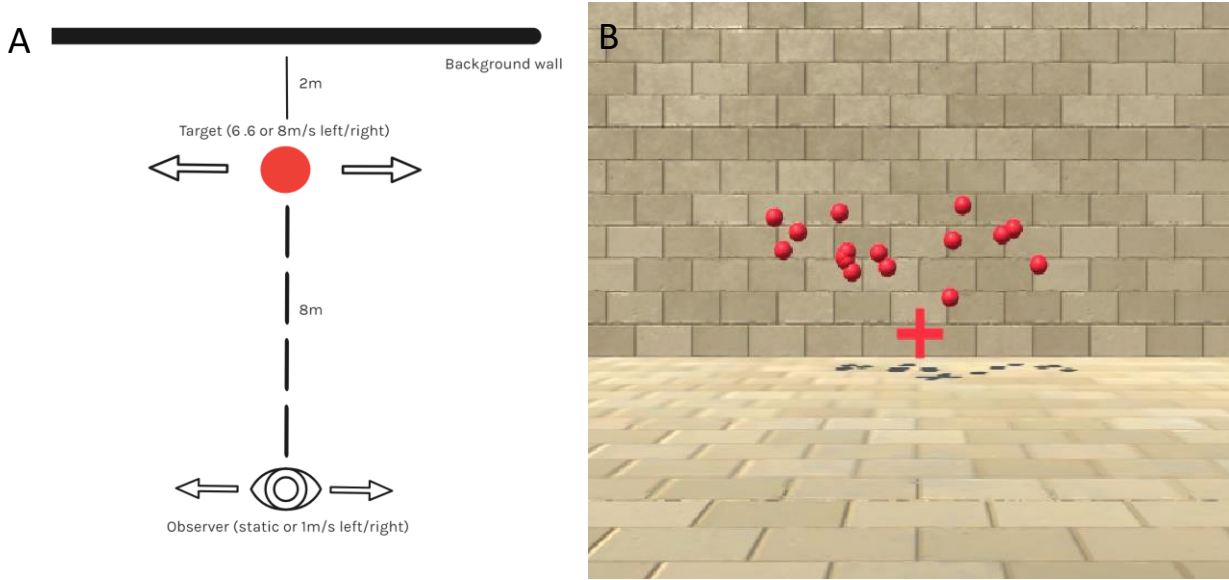 A
Background wall
2m
Target (6 .6 or 8m/s left/right)
8m
Observer (static or 1m/s left/right)
B